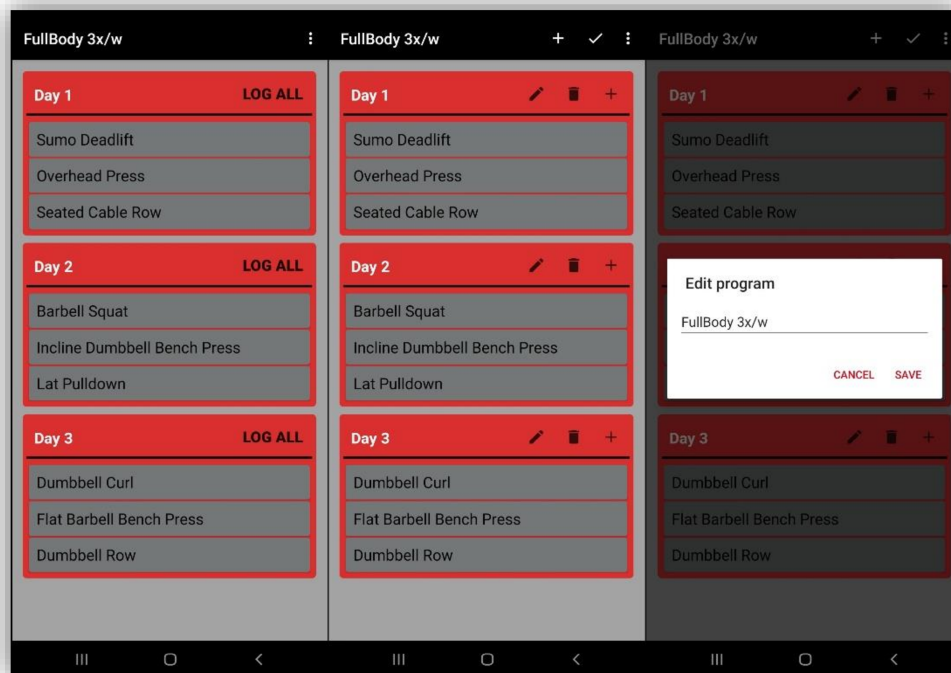 FullBody 3x/w
Day 1 LOG ALL
Sumo Deadlift
Overhead Press
Seated Cable Row
Day 2 LOG ALL
Barbell Squat
Incline Dumbbell Bench Press
Lat Pulldown
Day 3 LOG ALL
Dumbbell Curl
Flat Barbell Bench Press
Dumbbell Row
FullBody 3x/w
Day 1
Sumo Deadlift
Overhead Press
Seated Cable Row
Day 2
Barbell Squat
Incline Dumbbell Bench Press
Lat Pulldown
Day 3
Dumbbell Curl
Flat Barbell Bench Press
Dumbbell Row
FullBody 3x/w
Day 1
Sumo Deadlift
Overhead Press
Seated Cable Row
Edit program
FullBody 3x/w
CANCEL SAVE
Day 3
Dumbbell Curl
Flat Barbell Bench Press
Dumbbell Row